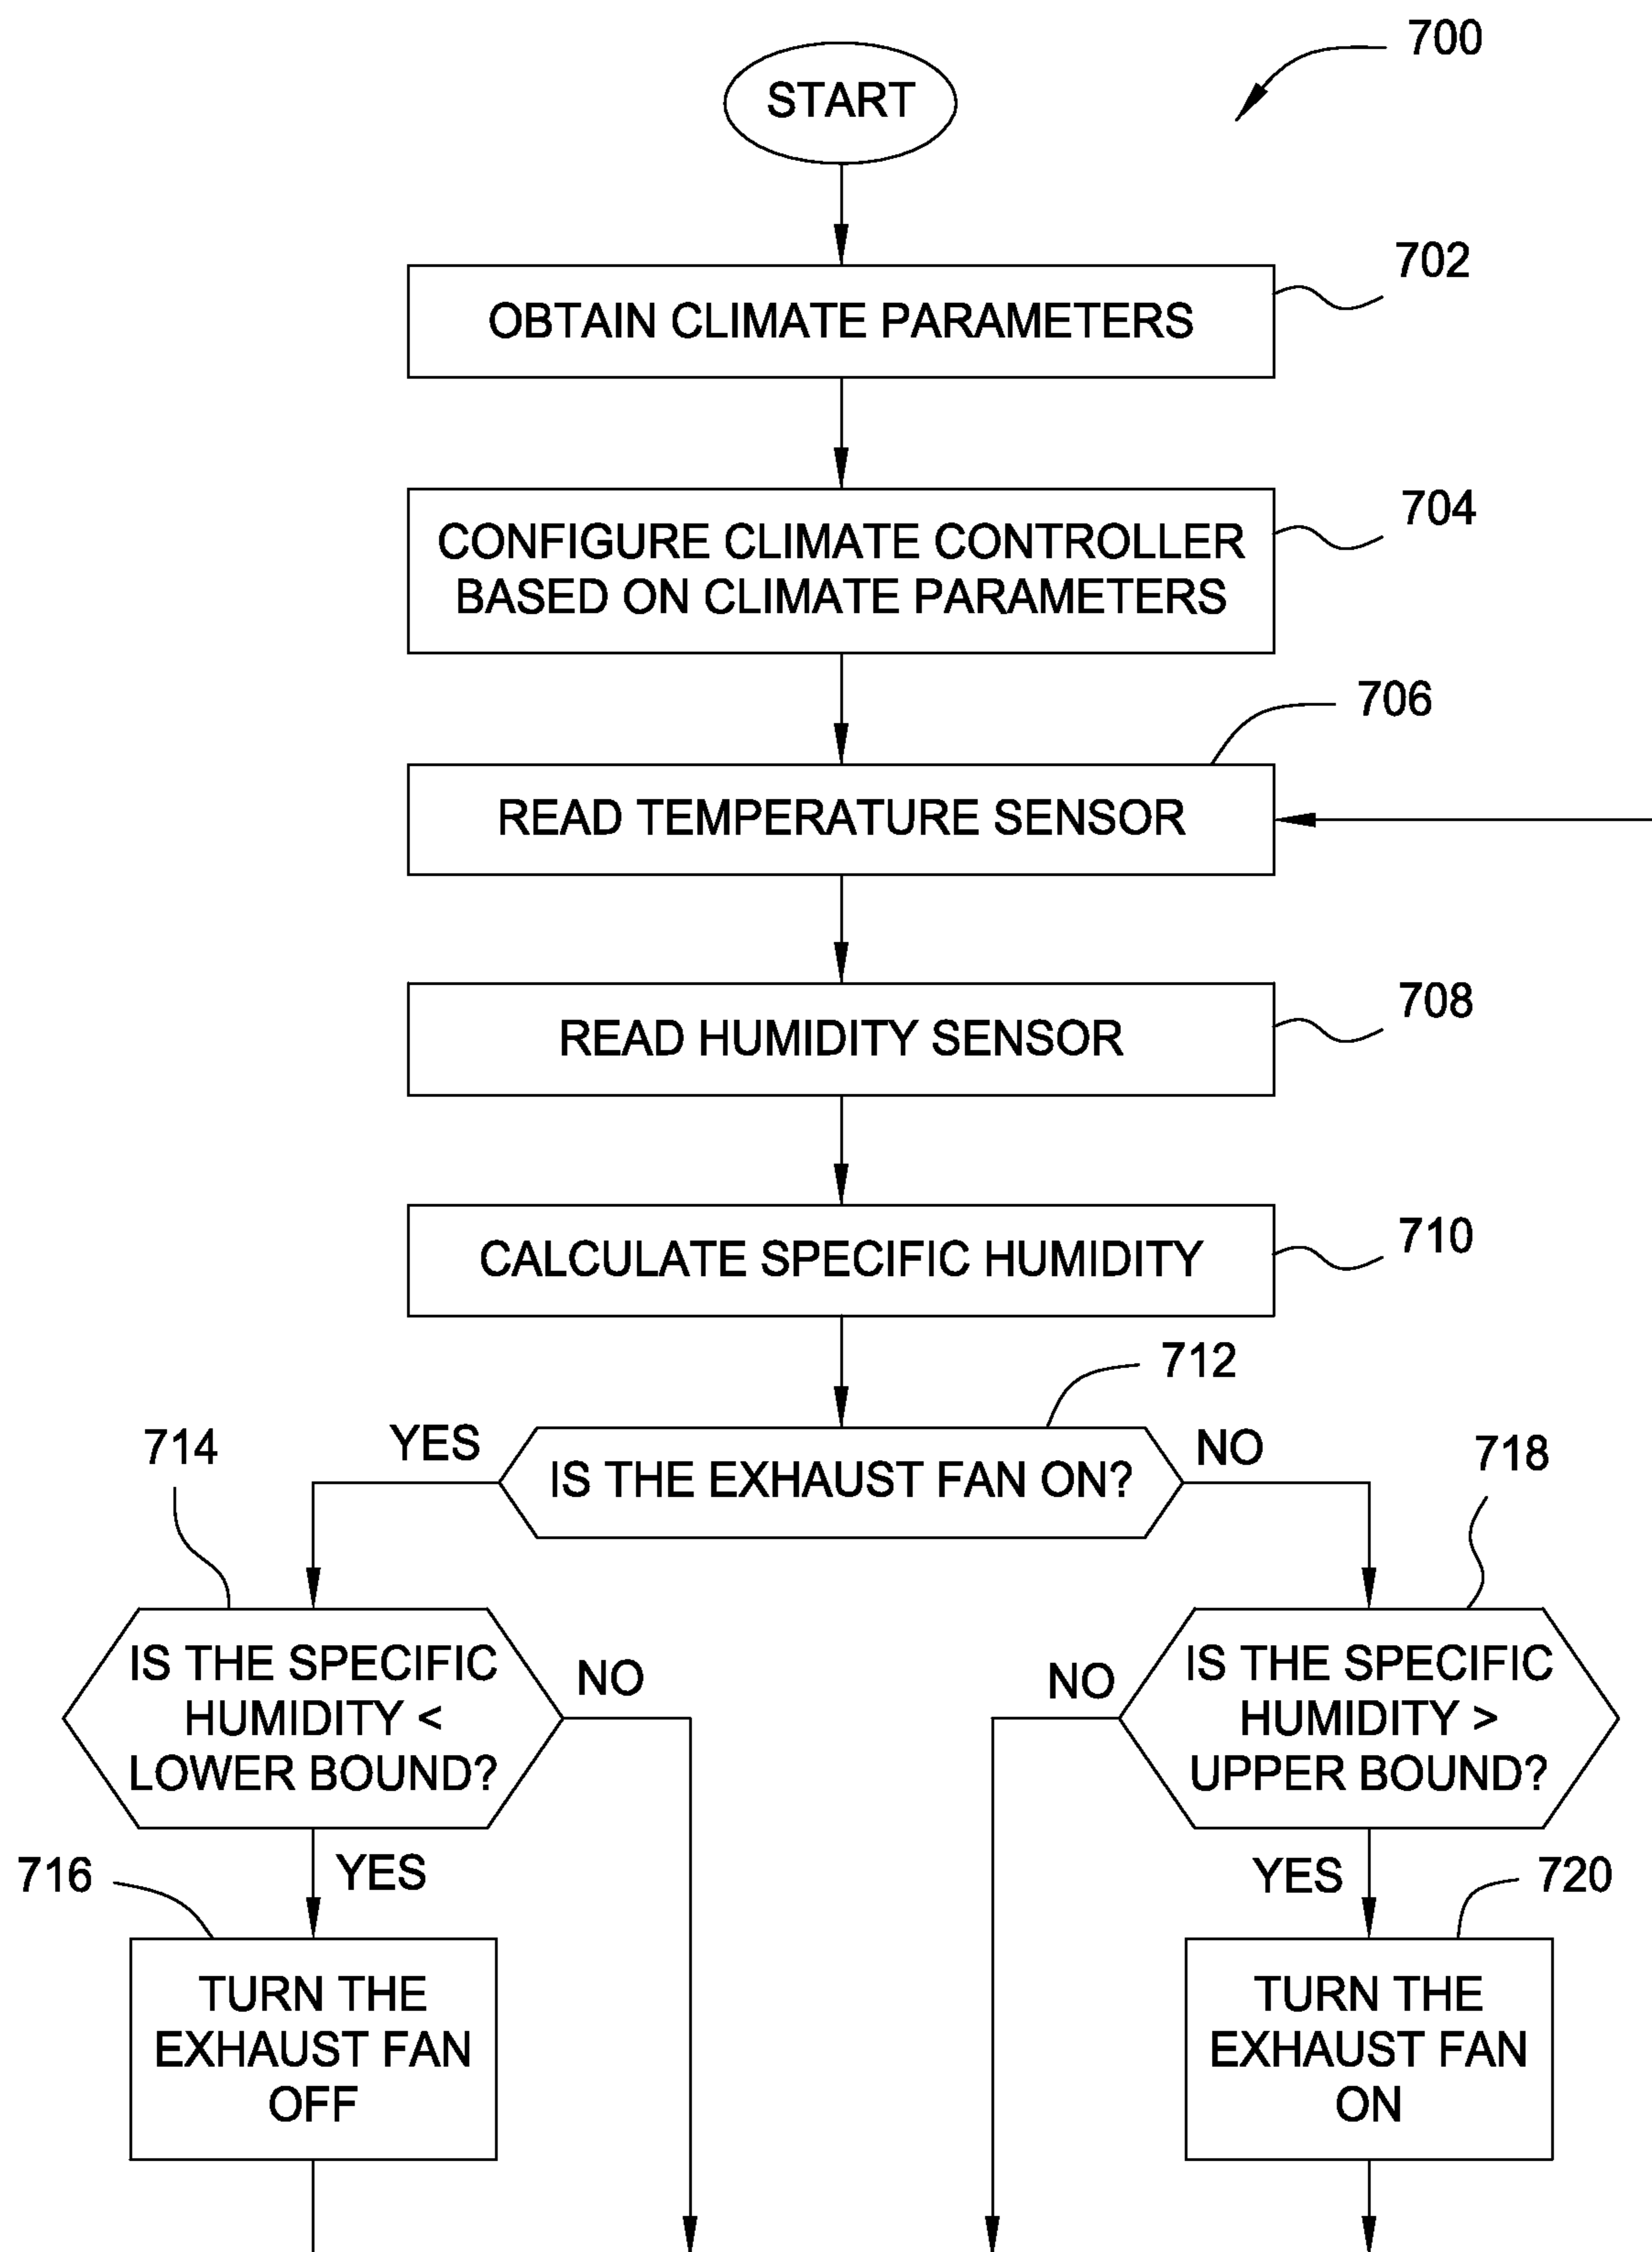 700
START
702
OBTAIN CLIMATE PARAMETERS
704
CONFIGURE CLIMATE CONTROLLER
BASED ON CLIMATE PARAMETERS
706
READ TEMPERATURE SENSOR
708
READ HUMIDITY SENSOR
710
CALCULATE SPECIFIC HUMIDITY
712
714
YES
IS THE EXHAUST FAN ON?
NO
718
IS THE SPECIFIC
HUMIDITY <
LOWER BOUND?
NO
NO
IS THE SPECIFIC
HUMIDITY >
UPPER BOUND?
716
YES
YES
720
TURN THE
EXHAUST FAN
OFF
TURN THE
EXHAUST FAN
ON